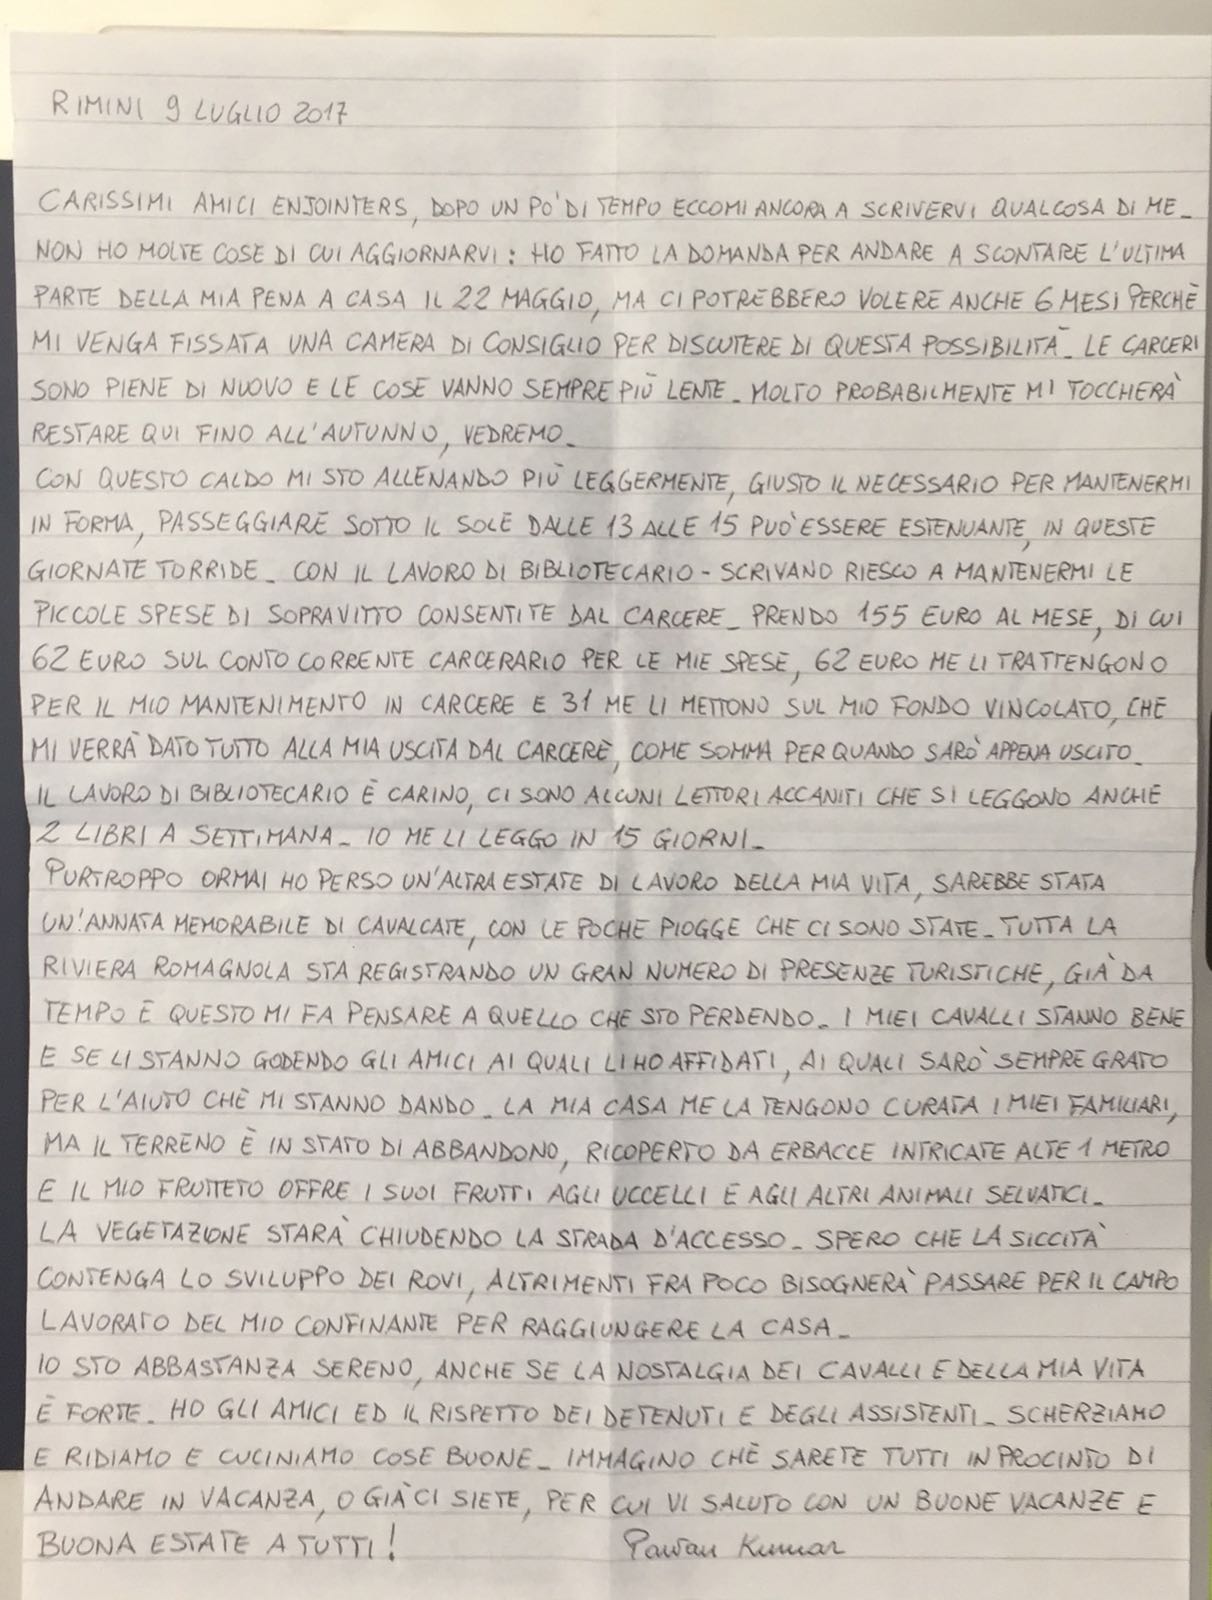 RIMINI 9 LUGLIO 2017
CARISSIMI AMICI ENJOINTERS, DOPO UN PO' DI TEMPO ECCOMI ANCORA A SCRIVERVI QUALCOSA DI ME_
NON HO MOLTE COSE DI CUI AGGIORNARVI: HO FATTO LA DOMANDA PER ANDARE A SCONTARE L'ULTIMA
PARTE DELLA MIA PENA A CASA IL 22 MAGGIO, MA CI POTREBBERO VOLERE ANCHE 6 MESI PERCHÈ
MI VENGA FISSATA UNA CAMERA DI CONSIGLIO PER DISCUTERE DI QUESTA POSSIBILITÀ_ LE CARCERI
SONO PIENE DI NUOVO E LE COSE VANNO SEMPRE PIÙ LENTE_ MOLTO PROBABILMENTE MI TOCCHERÀ
RESTARE QUI FINO ALL'AUTUNNO, VEDREMO_
CON QUESTO CALDO MI STO ALLENANDO PIÙ LEGGERMENTE, GIUSTO IL NECESSARIO PER MANTENERMI
IN FORMA, PASSEGGIARE SOTTO IL SOLE DALLE 13 ALLE 15 PUÒ ESSERE ESTENUANTE, IN QUESTE
GIORNATE TORRIDE_ CON IL LAVORO DI BIBLIOTECARIO-SCRIVANO RIESCO A MANTENERMI LE
PICCOLE SPESE DI SOPRAVITTO CONSENTITE DAL CARCERE_ PRENDO 155 EURO AL MESE, DI CUI
62 EURO SUL CONTO CORRENTE CARCERARIO PER LE MIE SPESE, 62 EURO ME LI TRATTENGONO
PER IL MIO MANTENIMENTO IN CARCERE E 31 ME LI METTONO SUL MIO FONDO VINCOLATO, CHE
MI VERRÀ DATO TUTTO ALLA MIA USCITA DAL CARCERE, COME SOMMA PER QUANDO SARÒ APPENA USCITO_
IL LAVORO DI BIBLIOTECARIO È CARINO, CI SONO ALCUNI LETTORI ACCANITI CHE SI LEGGONO ANCHE
2 LIBRI A SETTIMANA_ IO ME LI LEGGO IN 15 GIORNI_
PURTROPPO ORMAI HO PERSO UN'ALTRA ESTATE DI LAVORO DELLA MIA VITA, SAREBBE STATA
UN'ANNATA MEMORABILE DI CAVALCATE, CON LE POCHE PIOGGE CHE CI SONO STATE_ TUTTA LA
RIVIERA ROMAGNOLA STA REGISTRANDO UN GRAN NUMERO DI PRESENZE TURISTICHE, GIÀ DA
TEMPO E QUESTO MI FA PENSARE A QUELLO CHE STO PERDENDO_ I MIEI CAVALLI STANNO BENE
E SE LI STANNO GODENDO GLI AMICI AI QUALI LI HO AFFIDATI, AI QUALI SARÒ SEMPRE GRATO
PER L'AIUTO CHE MI STANNO DANDO_ LA MIA CASA ME LA TENGONO CURATA I MIEI FAMILIARI,
MA IL TERRENO È IN STATO DI ABBANDONO, RICOPERTO DA ERBACCE INTRICATE ALTE 1 METRO
E IL MIO FRUTTETO OFFRE I SUOI FRUTTI AGLI UCCELLI E AGLI ALTRI ANIMALI SELVATICI_
LA VEGETAZIONE STARÀ CHIUDENDO LA STRADA D'ACCESSO_ SPERO CHE LA SICCITÀ
CONTENGA LO SVILUPPO DEI ROVI, ALTRIMENTI FRA POCO BISOGNERÀ PASSARE PER IL CAMPO
LAVORATO DEL MIO CONFINANTE PER RAGGIUNGERE LA CASA_
IO STO ABBASTANZA SERENO, ANCHE SE LA NOSTALGIA DEI CAVALLI E DELLA MIA VITA
È FORTE_ HO GLI AMICI ED IL RISPETTO DEI DETENUTI E DEGLI ASSISTENTI_ SCHERZIAMO
E RIDIAMO E CUCINIAMO COSE BUONE_ IMMAGINO CHE SARETE TUTTI IN PROCINTO DI
ANDARE IN VACANZA, O GIÀ CI SIETE, PER CUI VI SALUTO CON UN BUONE VACANZE E
BUONA ESTATE A TUTTI! Pawan Kumar